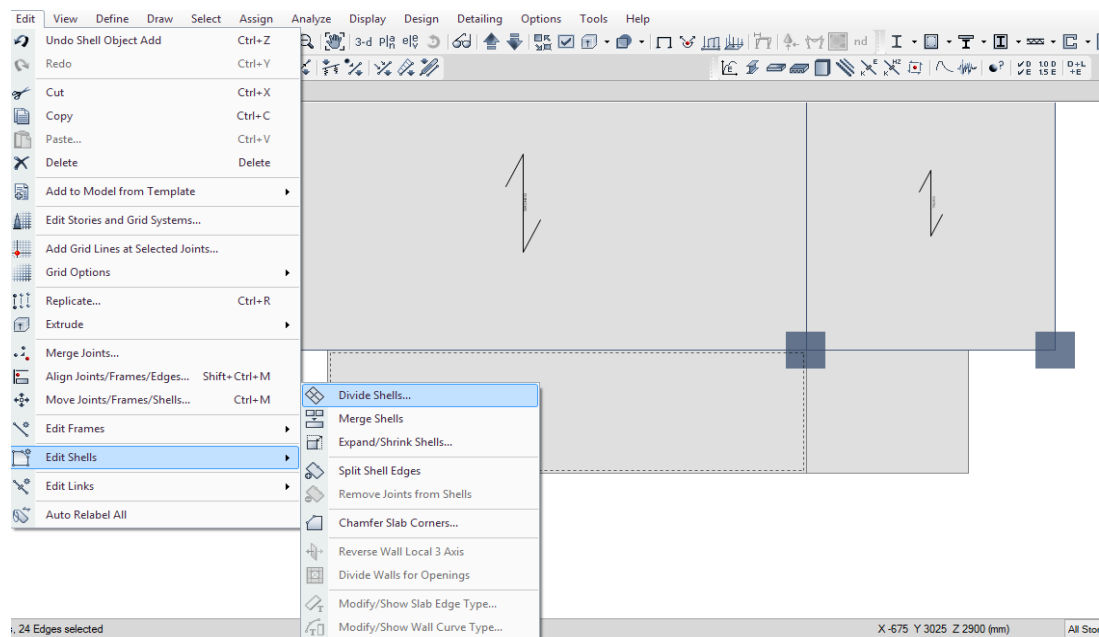 Edit View Define Draw Select Assign Analyze Display Design Detailing Options Tools Help
Undo Shell Object Add Ctrl+Z
3-d Pla ele nd
Redo Ctrl+Y
Cut Ctrl+X
Copy Ctrl+C
Paste... Ctrl+V
Delete Delete
Add to Model from Template
Edit Stories and Grid Systems...
Add Grid Lines at Selected Joints...
Grid Options
Replicate... Ctrl+R
Extrude
Merge Joints...
Align Joints/Frames/Edges... Shift+Ctrl+M
Move Joints/Frames/Shells... Ctrl+M
Edit Frames
Edit Shells
Edit Links
Auto Relabel All
Divide Shells...
Merge Shells
Expand/Shrink Shells...
Split Shell Edges
Remove Joints from Shells
Chamfer Slab Corners...
Reverse Wall Local 3 Axis
Divide Walls for Openings
Modify/Show Slab Edge Type...
Modify/Show Wall Curve Type...
, 24 Edges selected X -675 Y 3025 Z 2900 (mm) All Stor